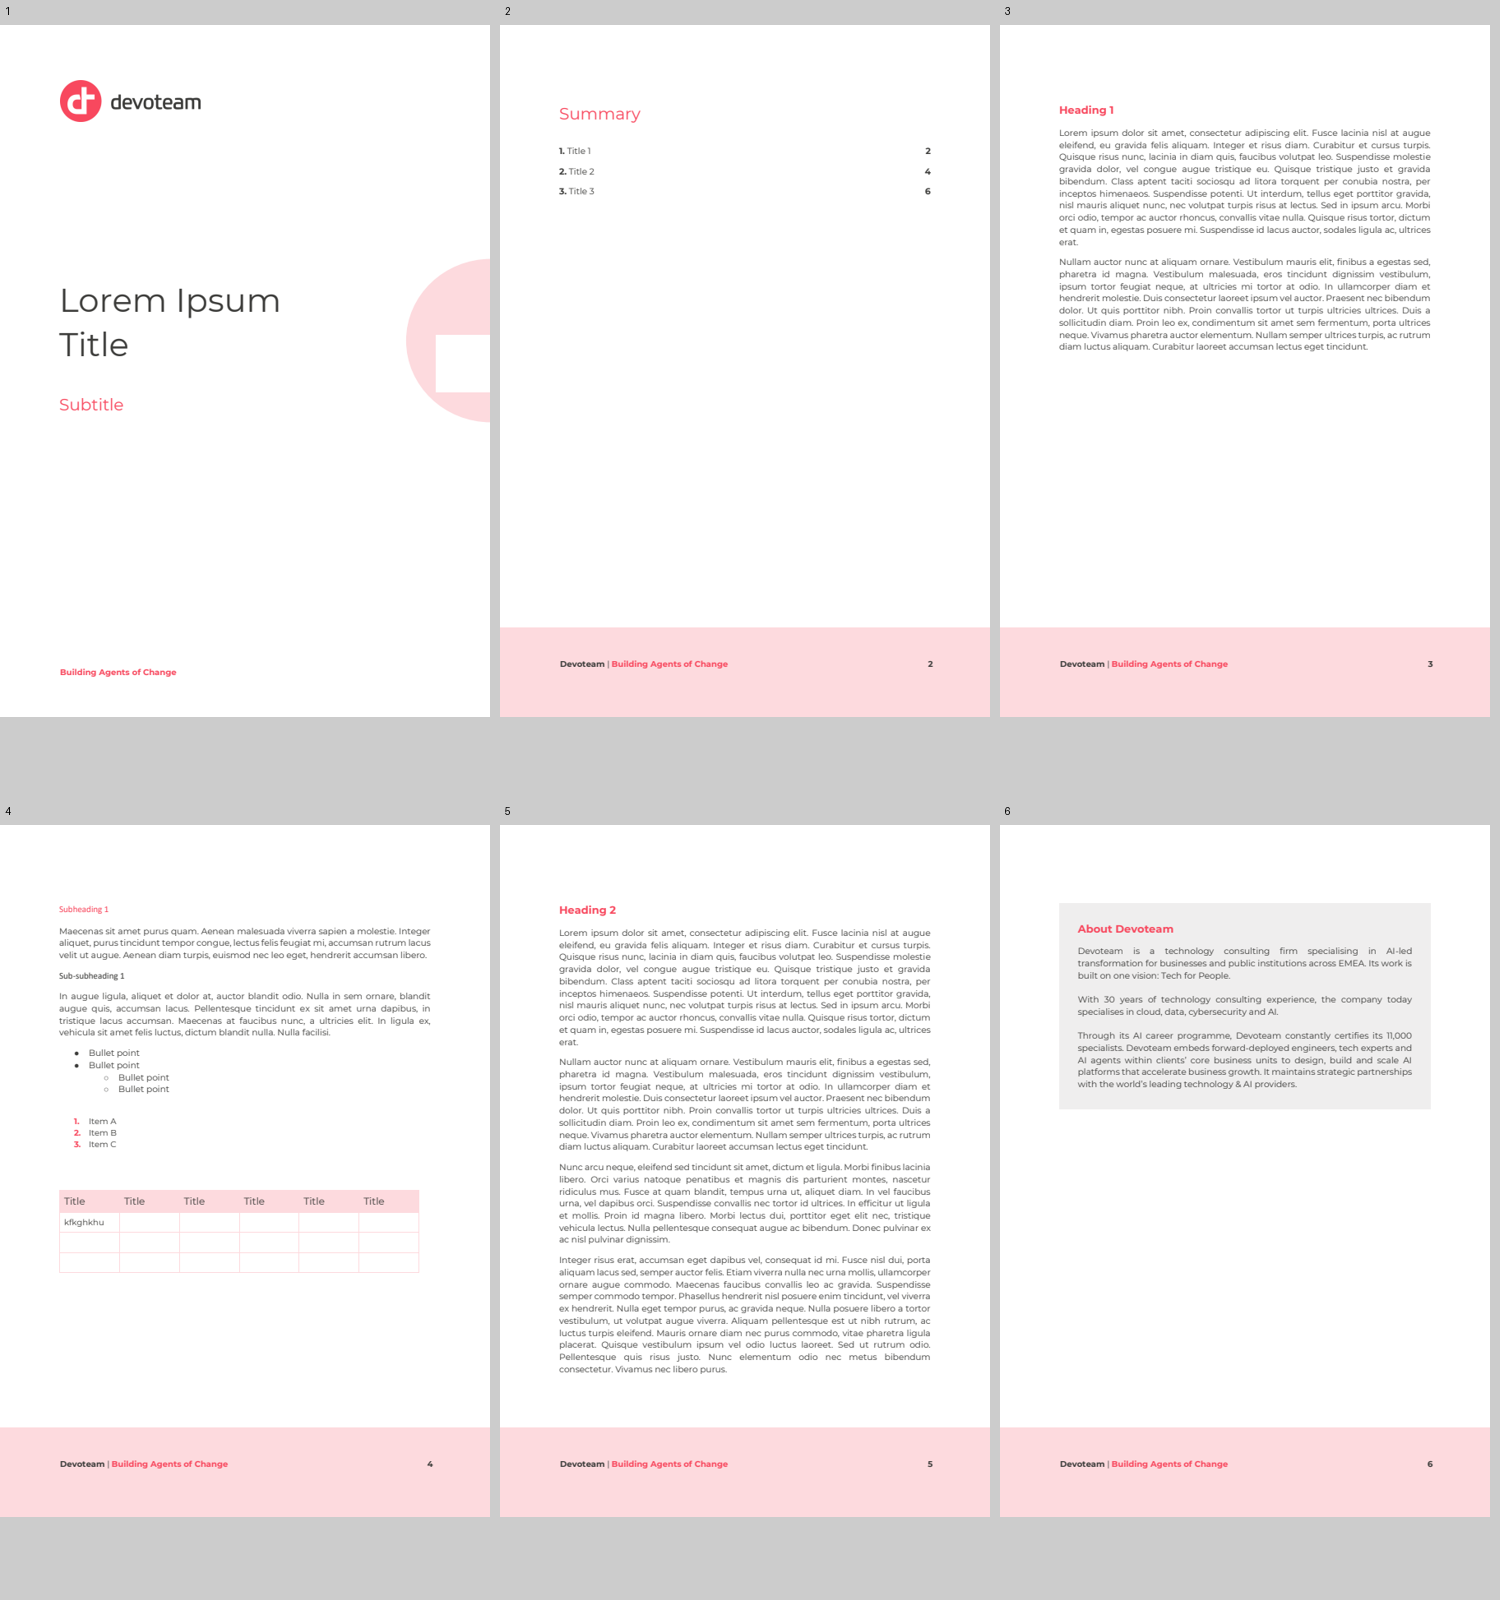 1
devoteam
Lorem Ipsum
Title
Subtitle
Building Agents of Change
2
Summary
1. Title 1 2
2. Title 2 4
3. Title 3 6
Devoteam | Building Agents of Change 2
3
Heading 1
Lorem ipsum dolor sit amet, consectetur adipiscing elit. Fusce lacinia nisl at augue
eleifend, eu gravida felis aliquam. Integer et risus diam. Curabitur et cursus turpis.
Quisque risus nunc, lacinia in diam quis, faucibus volutpat leo. Suspendisse molestie
gravida dolor, vel congue augue tristique eu. Quisque tristique justo et gravida
bibendum. Class aptent taciti sociosqu ad litora torquent per conubia nostra, per
inceptos himenaeos. Suspendisse potenti. Ut interdum, tellus eget porttitor gravida,
nisl mauris aliquet nunc, nec volutpat turpis risus at lectus. Sed in ipsum arcu. Morbi
orci odio, tempor ac auctor rhoncus, convallis vitae nulla. Quisque risus tortor, dictum
et quam in, egestas posuere mi. Suspendisse id lacus auctor, sodales ligula ac, ultrices
erat.
Nullam auctor nunc at aliquam ornare. Vestibulum mauris elit, finibus a egestas sed,
pharetra id magna. Vestibulum malesuada, eros tincidunt dignissim vestibulum,
ipsum tortor feugiat neque, at ultricies mi tortor at odio. In ullamcorper diam et
hendrerit molestie. Duis consectetur laoreet ipsum vel auctor. Praesent nec bibendum
dolor. Ut quis porttitor nibh. Proin convallis tortor ut turpis ultricies ultrices. Duis a
sollicitudin diam. Proin leo ex, condimentum sit amet sem fermentum, porta ultrices
neque. Vivamus pharetra auctor elementum. Nullam semper ultrices turpis, ac rutrum
diam luctus aliquam. Curabitur laoreet accumsan lectus eget tincidunt.
Devoteam | Building Agents of Change 3
4
Subheading 1
Maecenas sit amet purus quam. Aenean malesuada viverra sapien a molestie. Integer
aliquet, purus tincidunt tempor congue, lectus felis feugiat mi, accumsan rutrum lacus
velit ut augue. Aenean diam turpis, euismod nec leo eget, hendrerit accumsan libero.
Sub-subheading 1
In augue ligula, aliquet et dolor at, auctor blandit odio. Nulla in sem ornare, blandit
augue quis, accumsan lacus. Pellentesque tincidunt ex sit amet urna dapibus, in
tristique lacus accumsan. Maecenas at faucibus nunc, a ultricies elit. In ligula ex,
vehicula sit amet felis luctus, dictum blandit nulla. Nulla facilisi.
● Bullet point
● Bullet point
○ Bullet point
○ Bullet point
1. Item A
2. Item B
3. Item C
Title Title Title Title Title Title
kfkghkhu
Devoteam | Building Agents of Change 4
5
Heading 2
Lorem ipsum dolor sit amet, consectetur adipiscing elit. Fusce lacinia nisl at augue
eleifend, eu gravida felis aliquam. Integer et risus diam. Curabitur et cursus turpis.
Quisque risus nunc, lacinia in diam quis, faucibus volutpat leo. Suspendisse molestie
gravida dolor, vel congue augue tristique eu. Quisque tristique justo et gravida
bibendum. Class aptent taciti sociosqu ad litora torquent per conubia nostra, per
inceptos himenaeos. Suspendisse potenti. Ut interdum, tellus eget porttitor gravida,
nisl mauris aliquet nunc, nec volutpat turpis risus at lectus. Sed in ipsum arcu. Morbi
orci odio, tempor ac auctor rhoncus, convallis vitae nulla. Quisque risus tortor, dictum
et quam in, egestas posuere mi. Suspendisse id lacus auctor, sodales ligula ac, ultrices
erat.
Nullam auctor nunc at aliquam ornare. Vestibulum mauris elit, finibus a egestas sed,
pharetra id magna. Vestibulum malesuada, eros tincidunt dignissim vestibulum,
ipsum tortor feugiat neque, at ultricies mi tortor at odio. In ullamcorper diam et
hendrerit molestie. Duis consectetur laoreet ipsum vel auctor. Praesent nec bibendum
dolor. Ut quis porttitor nibh. Proin convallis tortor ut turpis ultricies ultrices. Duis a
sollicitudin diam. Proin leo ex, condimentum sit amet sem fermentum, porta ultrices
neque. Vivamus pharetra auctor elementum. Nullam semper ultrices turpis, ac rutrum
diam luctus aliquam. Curabitur laoreet accumsan lectus eget tincidunt.
Nunc arcu neque, eleifend sed tincidunt sit amet, dictum et ligula. Morbi finibus lacinia
libero. Orci varius natoque penatibus et magnis dis parturient montes, nascetur
ridiculus mus. Fusce at quam blandit, tempus urna ut, aliquet diam. In vel faucibus
urna, vel dapibus orci. Suspendisse convallis nec tortor id ultrices. In efficitur ut ligula
et mollis. Proin id magna libero. Morbi lectus dui, porttitor eget elit nec, tristique
vehicula lectus. Nulla pellentesque consequat augue ac bibendum. Donec pulvinar ex
ac nisl pulvinar dignissim.
Integer risus erat, accumsan eget dapibus vel, consequat id mi. Fusce nisl dui, porta
aliquam lacus sed, semper auctor felis. Etiam viverra nulla nec urna mollis, ullamcorper
ornare augue commodo. Maecenas faucibus convallis leo ac gravida. Suspendisse
semper commodo tempor. Phasellus hendrerit nisl posuere enim tincidunt, vel viverra
ex hendrerit. Nulla eget tempor purus, ac gravida neque. Nulla posuere libero a tortor
vestibulum, ut volutpat augue viverra. Aliquam pellentesque est ut nibh rutrum, ac
luctus turpis eleifend. Mauris ornare diam nec purus commodo, vitae pharetra ligula
placerat. Quisque vestibulum ipsum vel odio luctus laoreet. Sed ut rutrum odio.
Pellentesque quis risus justo. Nunc elementum odio nec metus bibendum
consectetur. Vivamus nec libero purus.
Devoteam | Building Agents of Change 5
6
About Devoteam
Devoteam is a technology consulting firm specialising in AI-led
transformation for businesses and public institutions across EMEA. Its work is
built on one vision: Tech for People.
With 30 years of technology consulting experience, the company today
specialises in cloud, data, cybersecurity and AI.
Through its AI career programme, Devoteam constantly certifies its 11,000
specialists. Devoteam embeds forward-deployed engineers, tech experts and
AI agents within clients’ core business units to design, build and scale AI
platforms that accelerate business growth. It maintains strategic partnerships
with the world’s leading technology & AI providers.
Devoteam | Building Agents of Change 6